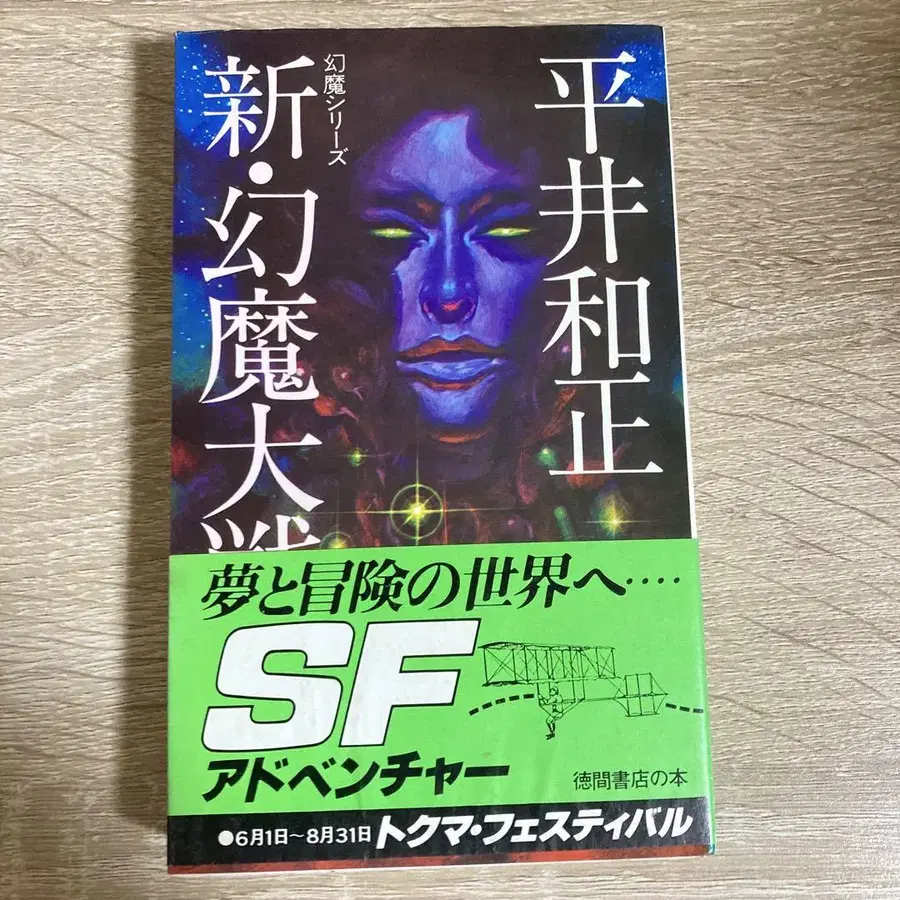 平井和正
幻魔シリーズ
新・幻魔大戦
夢と冒険の世界へ‥‥
SF
アドベンチャー
徳間書店の本
●6月1日～8月31日トクマ・フェスティバル